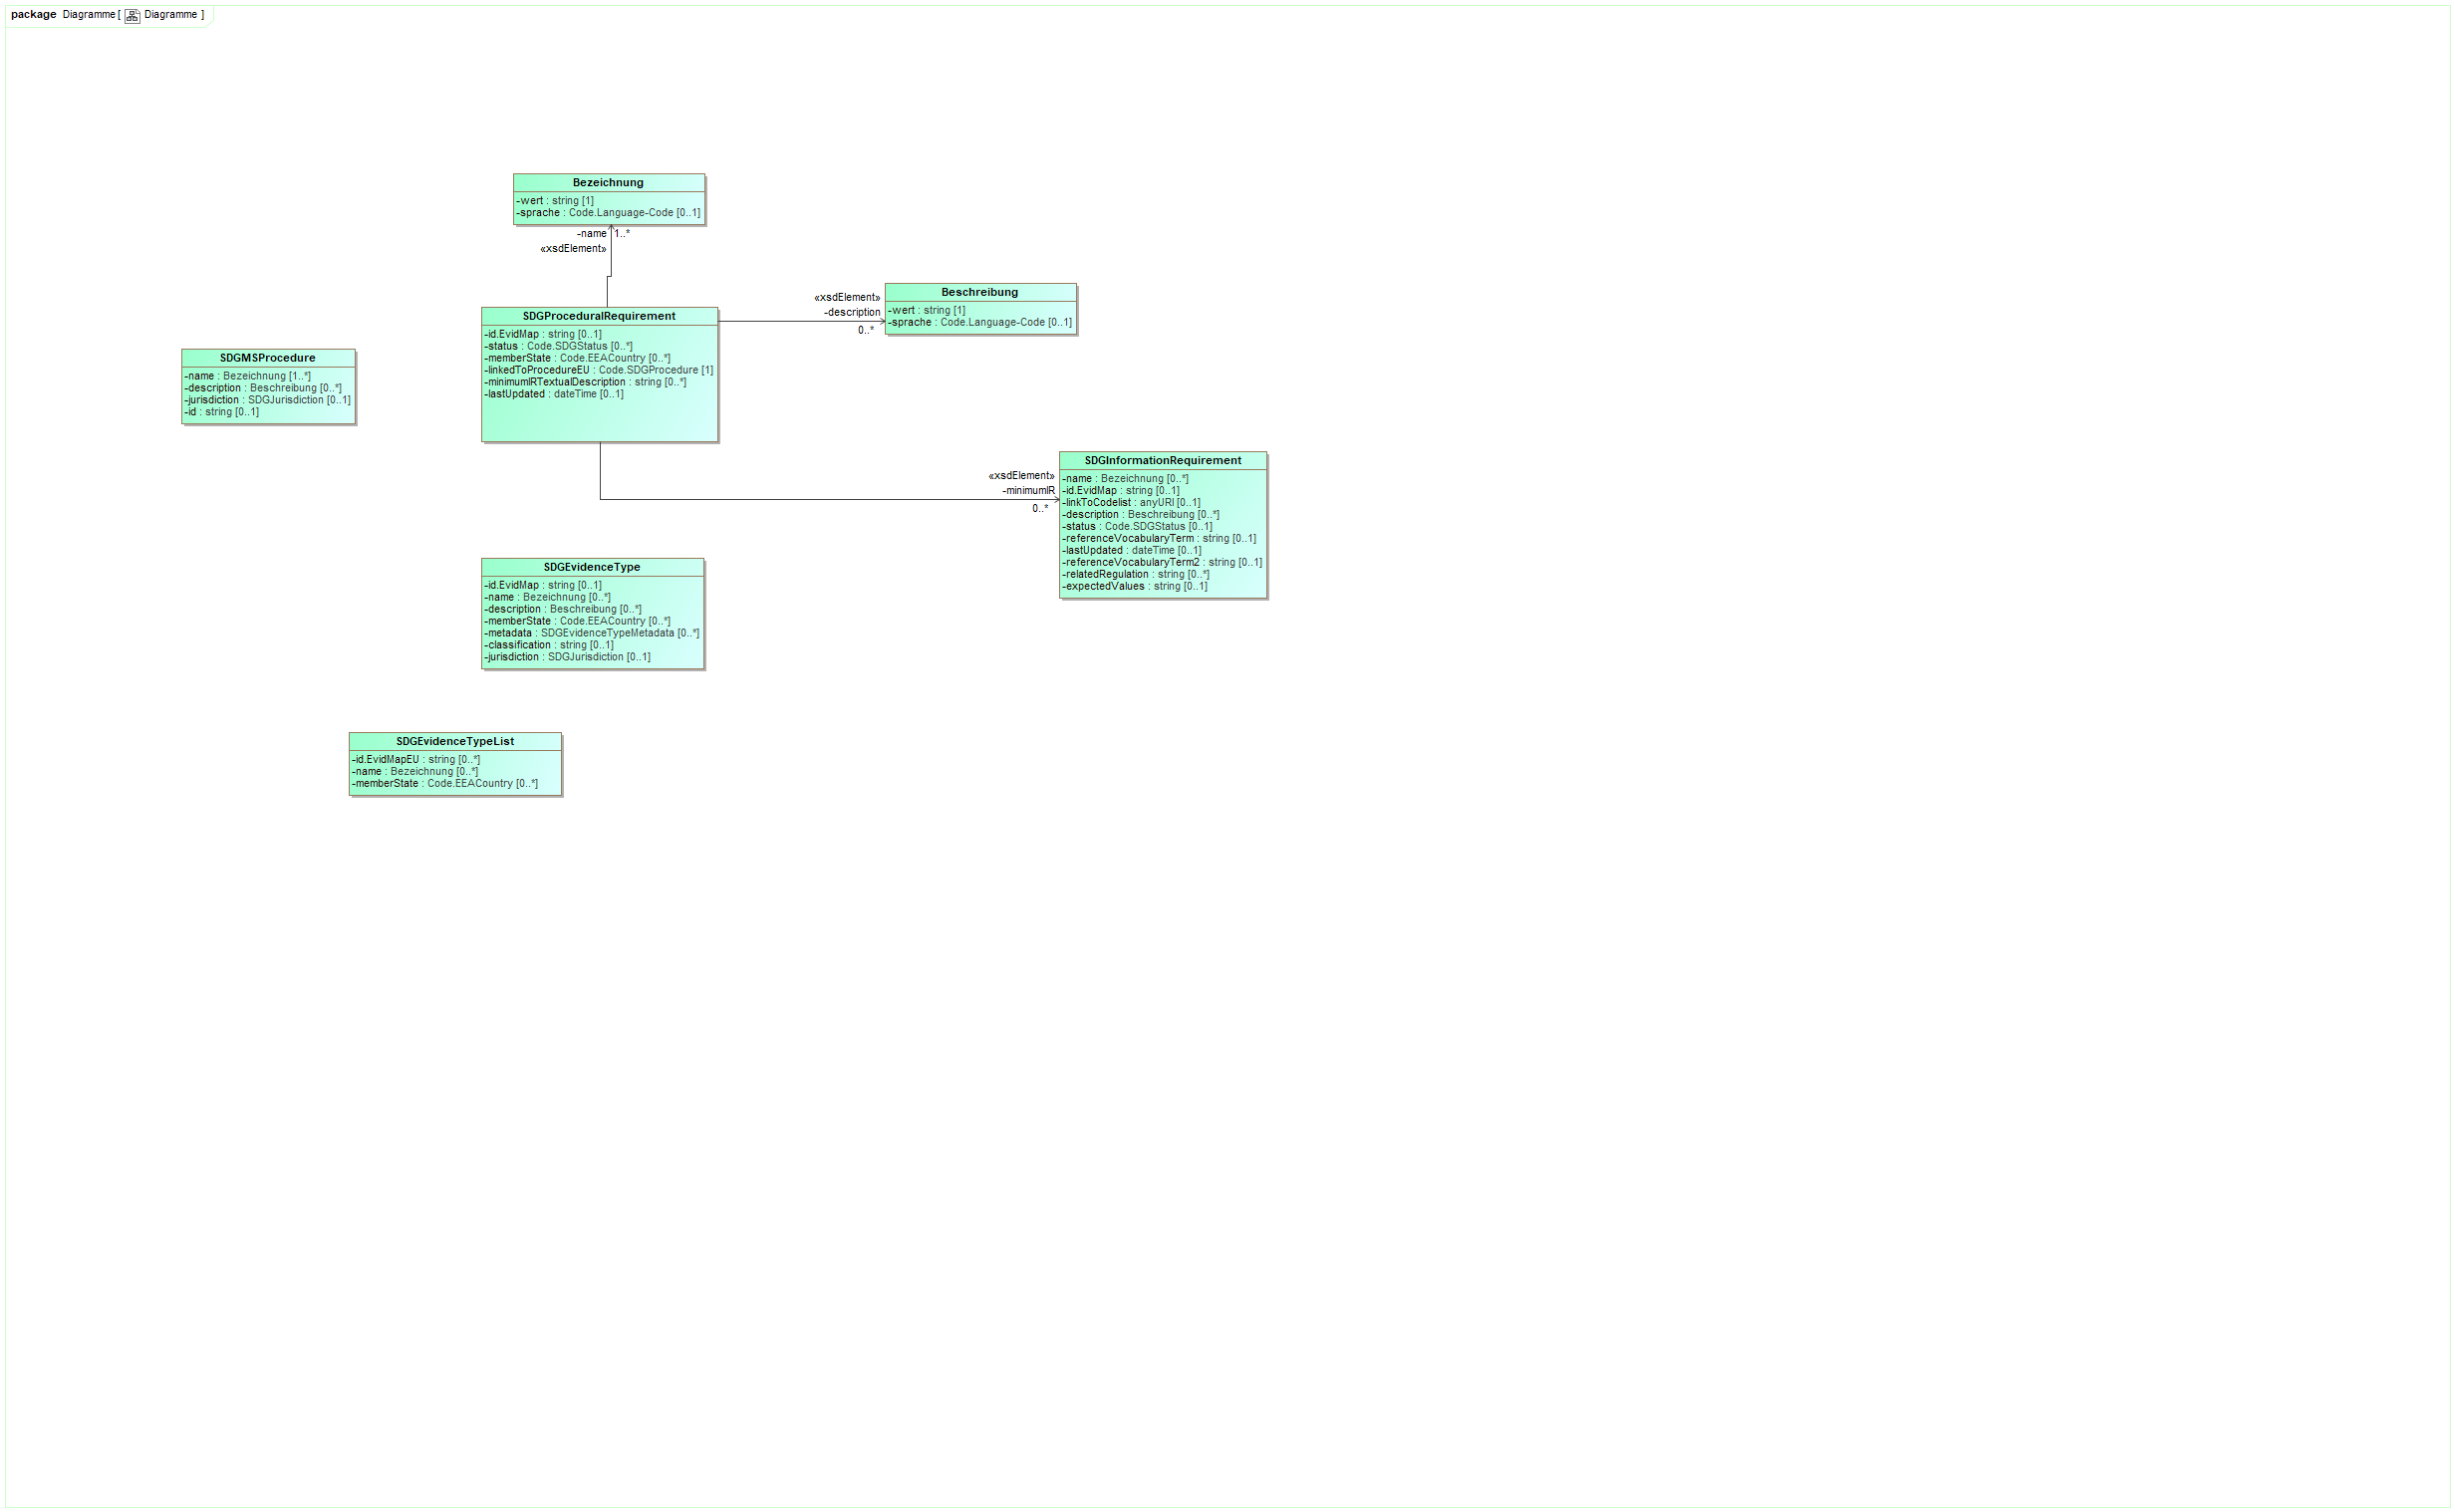 package Diagramme [ Diagramme ]
Bezeichnung
-wert : string [1]
-sprache : Code.Language-Code [0..1]
-name 1..*
«xsdElement»
SDGProceduralRequirement
-id.EvidMap : string [0..1]
-status : Code.SDGStatus [0..*]
-memberState : Code.EEACountry [0..*]
-linkedToProcedureEU : Code.SDGProcedure [1]
-minimumIRTextualDescription : string [0..*]
-lastUpdated : dateTime [0..1]
«xsdElement»
-description
0..*
Beschreibung
-wert : string [1]
-sprache : Code.Language-Code [0..1]
SDGMSProcedure
-name : Bezeichnung [1..*]
-description : Beschreibung [0..*]
-jurisdiction : SDGJurisdiction [0..1]
-id : string [0..1]
«xsdElement»
-minimumIR
0..*
SDGInformationRequirement
-name : Bezeichnung [0..*]
-id.EvidMap : string [0..1]
-linkToCodelist : anyURI [0..1]
-description : Beschreibung [0..*]
-status : Code.SDGStatus [0..1]
-referenceVocabularyTerm : string [0..1]
-lastUpdated : dateTime [0..1]
-referenceVocabularyTerm2 : string [0..1]
-relatedRegulation : string [0..*]
-expectedValues : string [0..1]
SDGEvidenceType
-id.EvidMap : string [0..1]
-name : Bezeichnung [0..*]
-description : Beschreibung [0..*]
-memberState : Code.EEACountry [0..*]
-metadata : SDGEvidenceTypeMetadata [0..*]
-classification : string [0..1]
-jurisdiction : SDGJurisdiction [0..1]
SDGEvidenceTypeList
-id.EvidMapEU : string [0..*]
-name : Bezeichnung [0..*]
-memberState : Code.EEACountry [0..*]